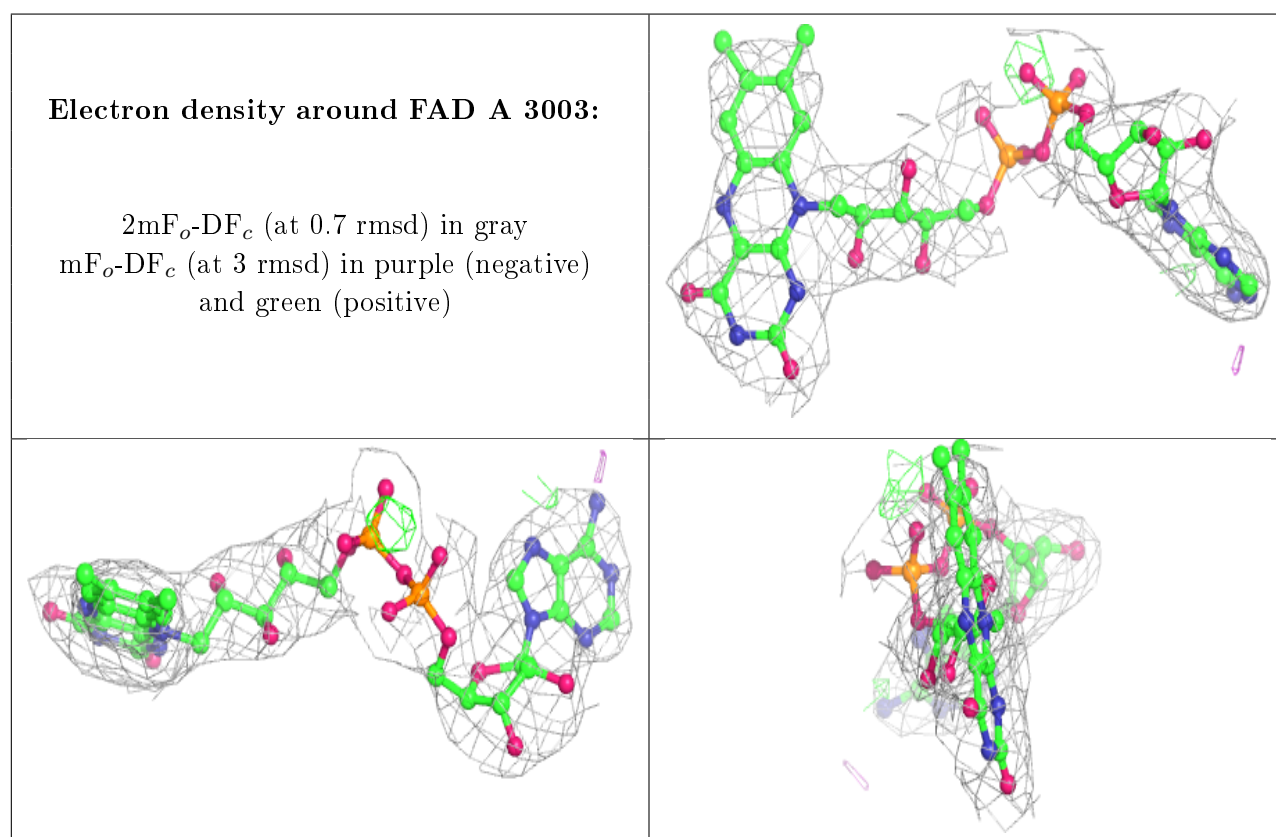 Electron density around FAD A 3003:
2mFₒ-DF𝒸 (at 0.7 rmsd) in gray
mFₒ-DF𝒸 (at 3 rmsd) in purple (negative)
and green (positive)